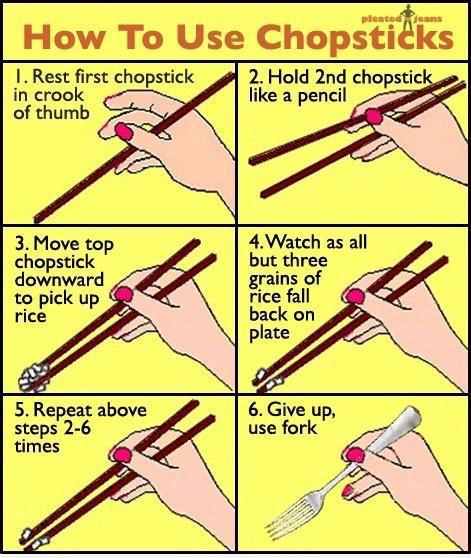 pleated jeans
How To Use Chopsticks
1. Rest first chopstick
in crook
of thumb
2. Hold 2nd chopstick
like a pencil
3. Move top
chopstick
downward
to pick up
rice
4. Watch as all
but three
grains of
rice fall
back on
plate
5. Repeat above
steps 2-6
times
6. Give up,
use fork